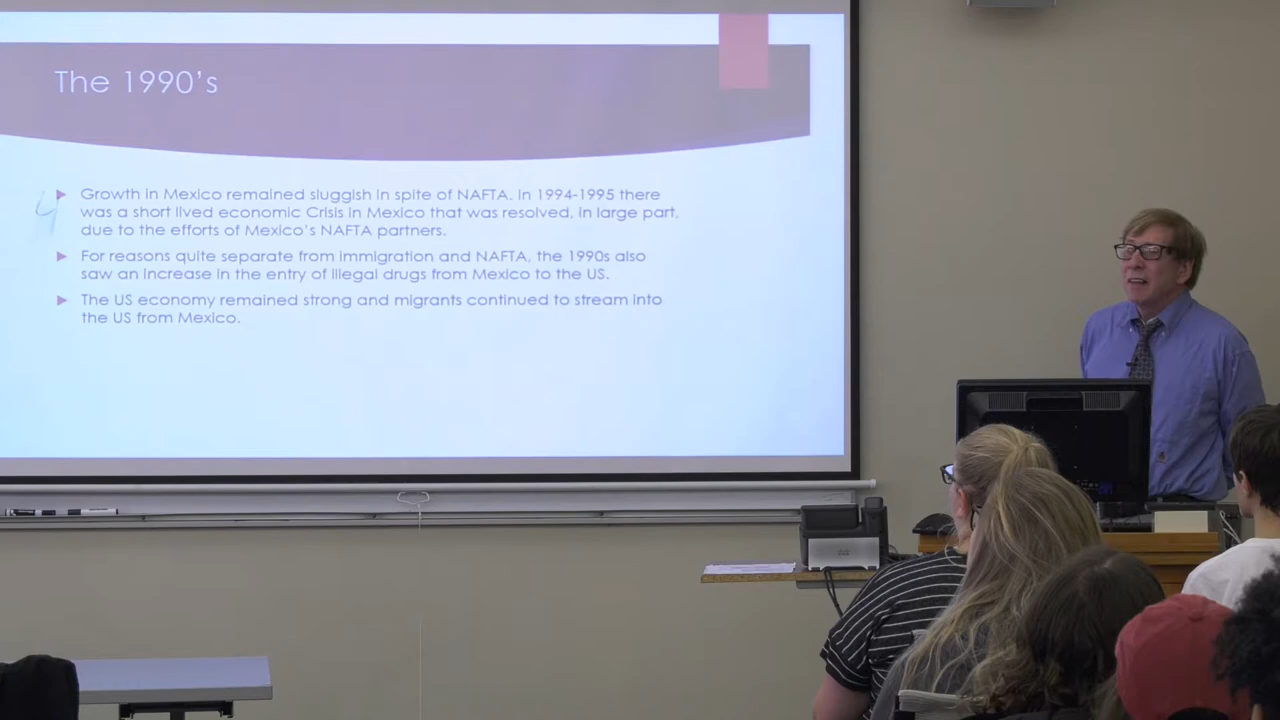 The 1990's
Growth in Mexico remained sluggish in spite of NAFTA. In 1994-1995 there
was a short lived economic Crisis in Mexico that was resolved, in large part,
due to the efforts of Mexico's NAFTA partners.
For reasons quite separate from immigration and NAFTA, the 1990s also
saw an increase in the entry of illegal drugs from Mexico to the US.
The US economy remained strong and migrants continued to stream into
the US from Mexico.